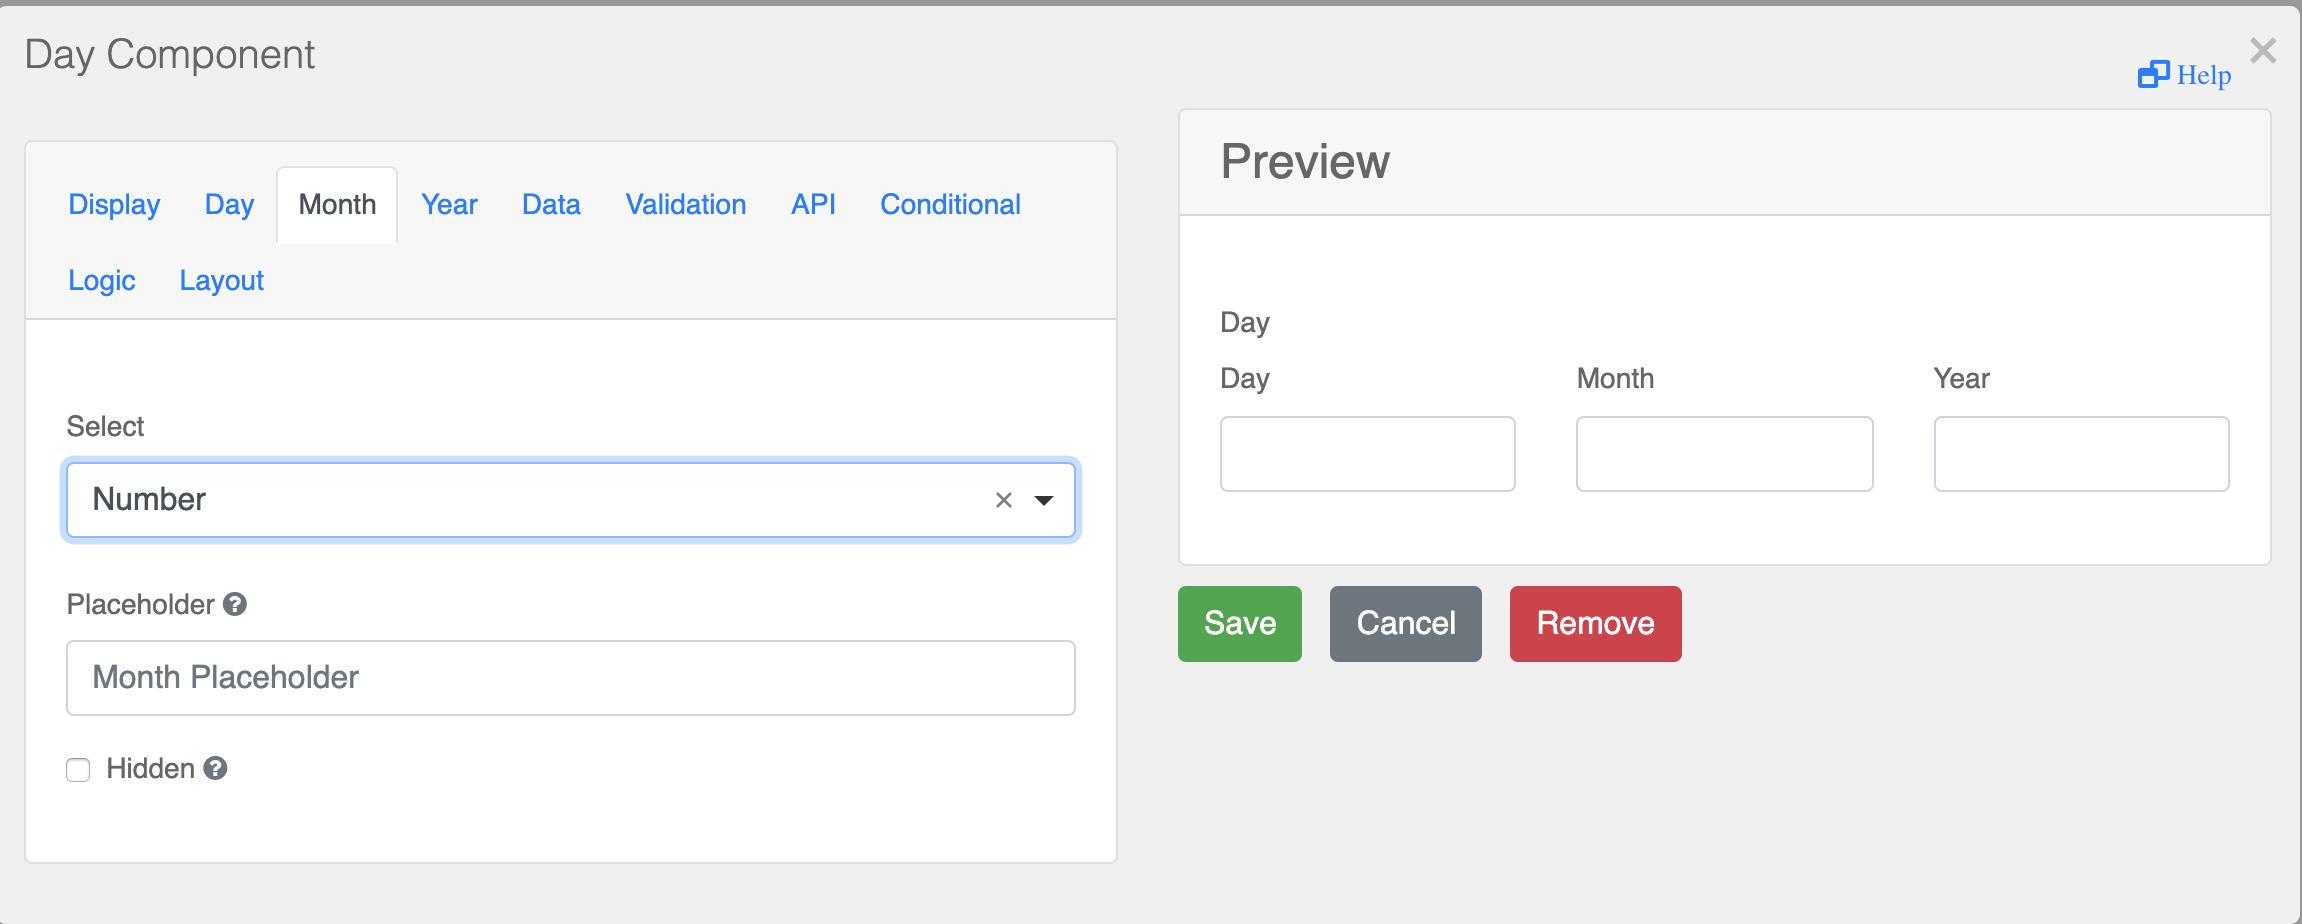 Day Component
Help
Display Day Month Year Data Validation API Conditional
Logic Layout
Select
Number
Placeholder
Month Placeholder
Hidden
Preview
Day
Day Month Year
Save Cancel Remove